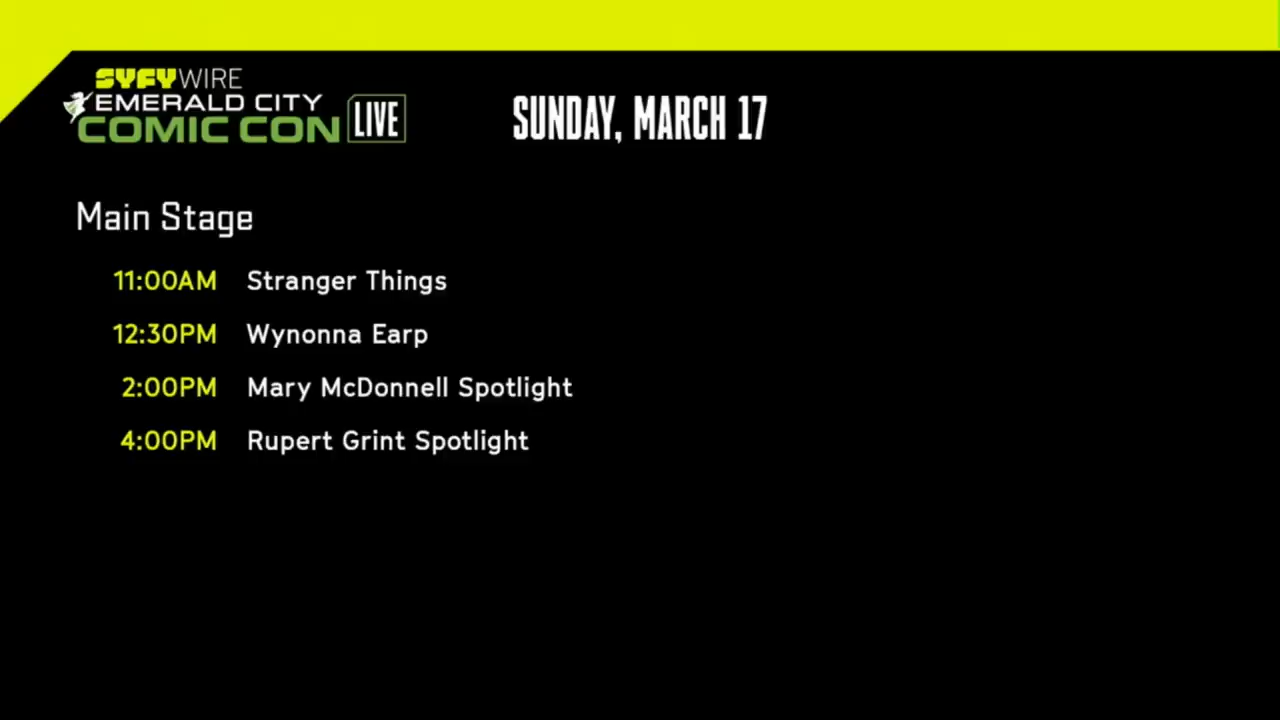 SYFY WIRE
EMERALD CITY
COMIC CON LIVE
SUNDAY, MARCH 17
Main Stage
11:00AM Stranger Things
12:30PM Wynonna Earp
2:00PM Mary McDonnell Spotlight
4:00PM Rupert Grint Spotlight